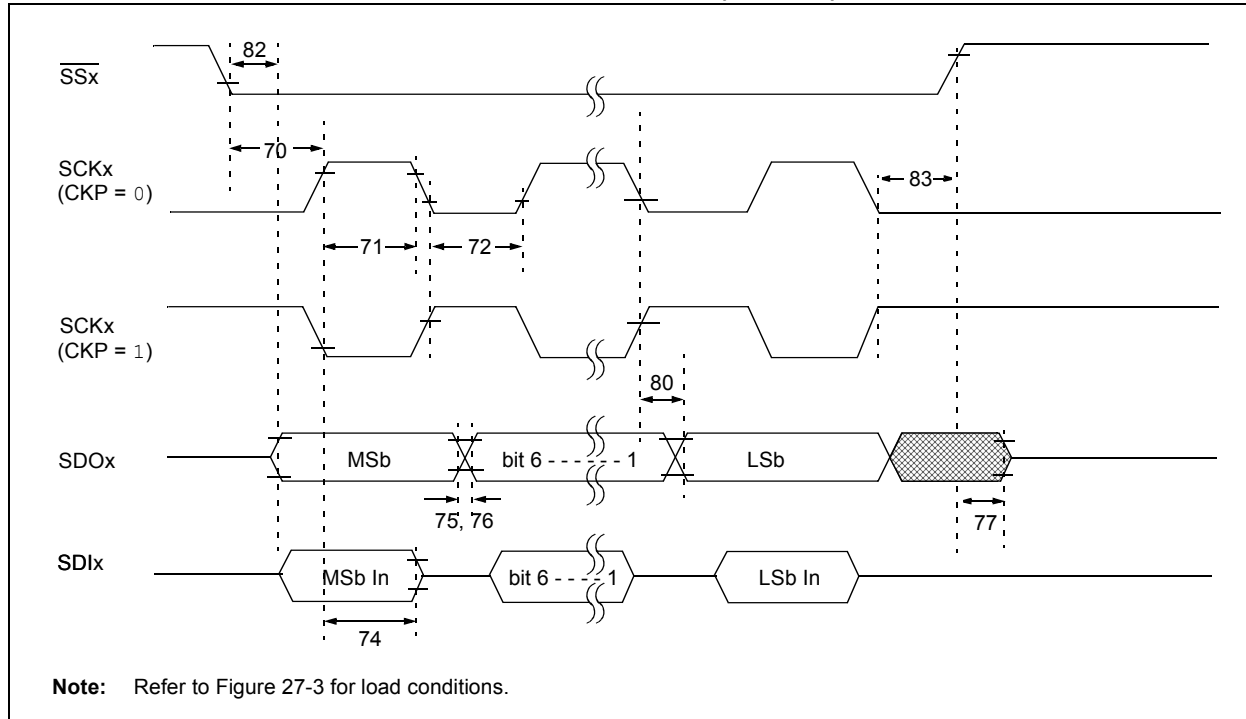 82
SSx
70
SCKx
(CKP = 0)
83
71
72
SCKx
(CKP = 1)
80
SDOx
MSb
bit 6 - - - - - - 1
LSb
75, 76
77
SDIx
MSb In
bit 6 - - - - 1
LSb In
74
Note: Refer to Figure 27-3 for load conditions.